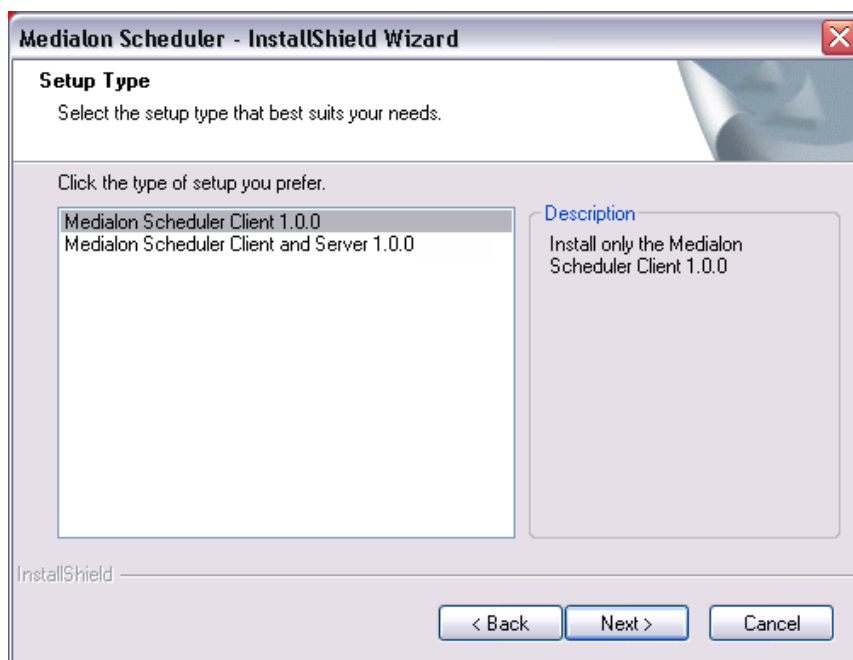 Medialon Scheduler - InstallShield Wizard
Setup Type
Select the setup type that best suits your needs.
Click the type of setup you prefer.
Medialon Scheduler Client 1.0.0
Medialon Scheduler Client and Server 1.0.0
Description
Install only the Medialon
Scheduler Client 1.0.0
InstallShield
< Back
Next >
Cancel